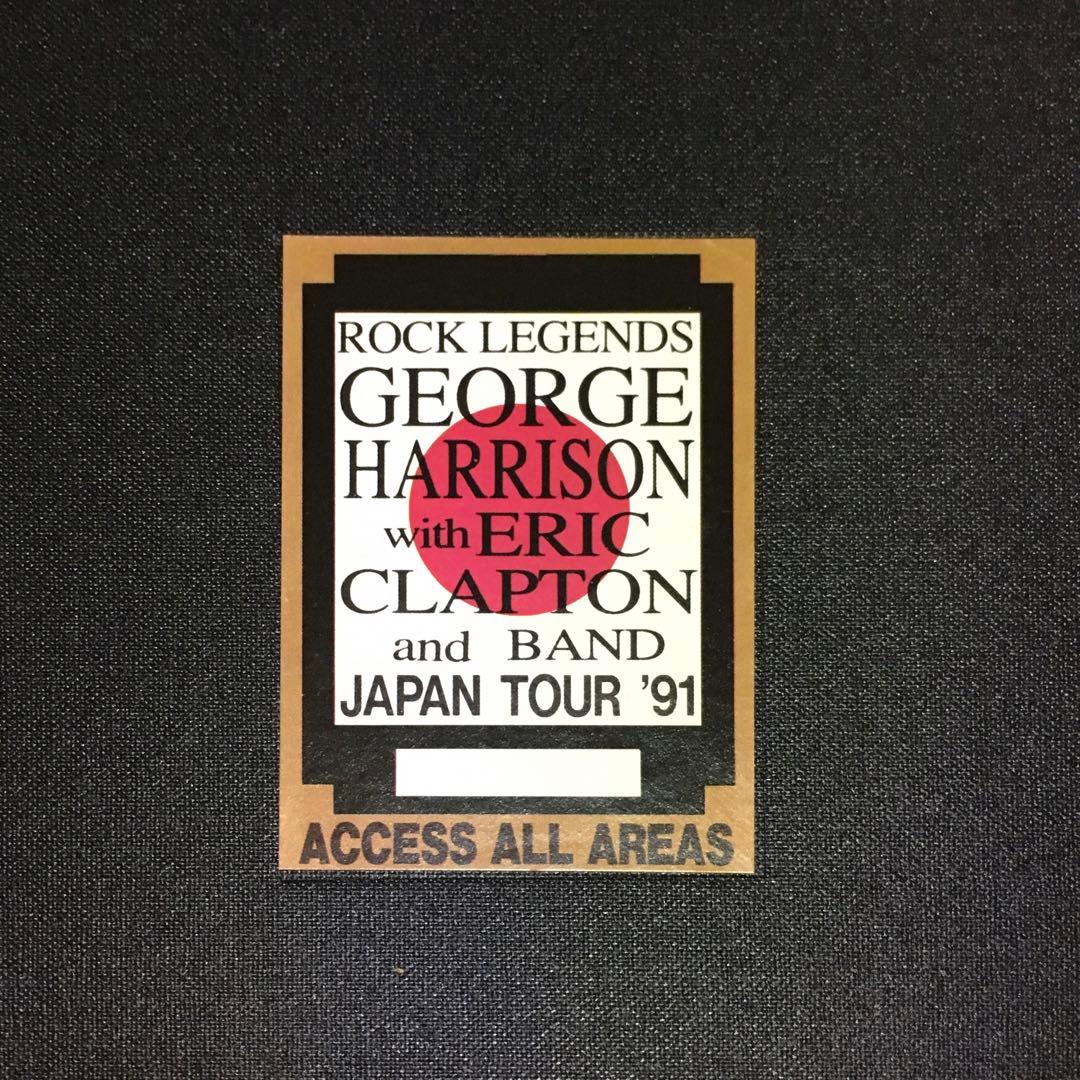 ROCK LEGENDS
GEORGE
HARRISON
with ERIC
CLAPTON
and BAND
JAPAN TOUR '91
ACCESS ALL AREAS